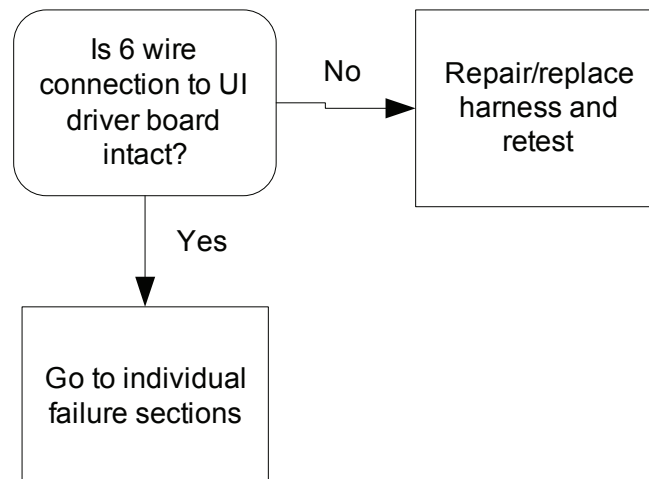 Is 6 wire
connection to UI
driver board
intact?
No
Repair/replace
harness and
retest
Yes
Go to individual
failure sections